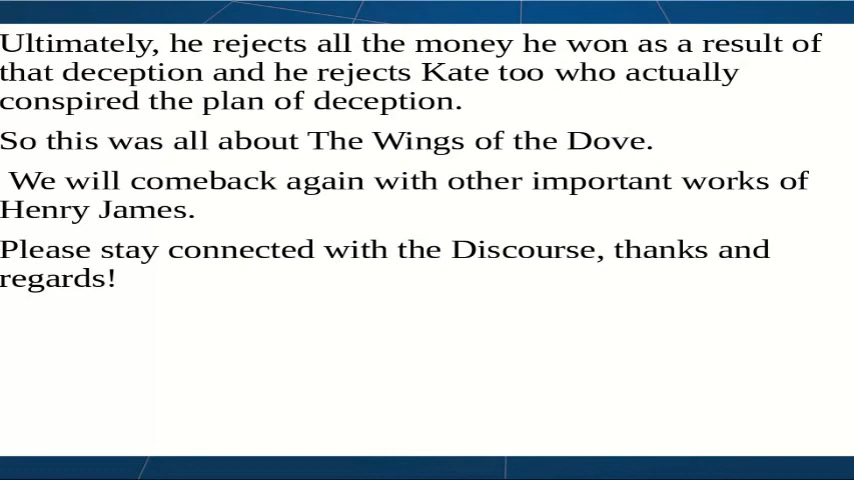 Ultimately, he rejects all the money he won as a result of
that deception and he rejects Kate too who actually
conspired the plan of deception.
So this was all about The Wings of the Dove.
We will comeback again with other important works of
Henry James.
Please stay connected with the Discourse, thanks and
regards!